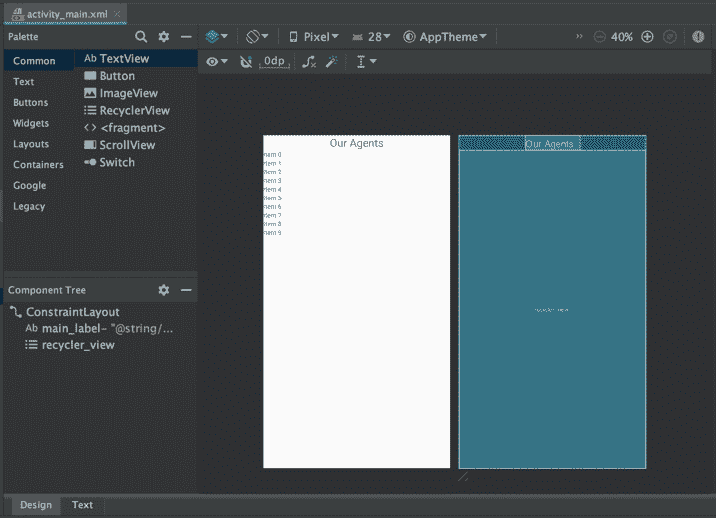 activity_main.xml
Palette
Pixel 28 AppTheme 40%
Common
Text
Buttons
Widgets
Layouts
Containers
Google
Legacy
Ab TextView
Button
ImageView
RecyclerView
<fragment>
ScrollView
Switch
0dp
Our Agents
Item 0
Item 1
Item 2
Item 3
Item 4
Item 5
Item 6
Item 7
Item 8
Item 9
Our Agents
recycler_view
Component Tree
ConstraintLayout
Ab main_label- "@string/...
recycler_view
Design Text